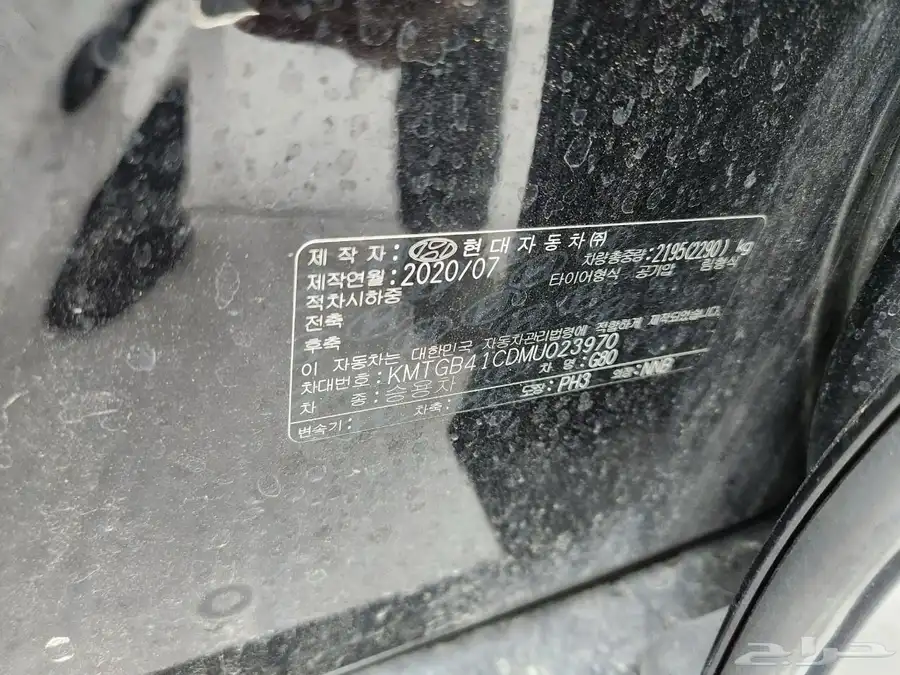 제 작 자 : 현대자동차㈜ 차량총중량:2195(2290) kg
제작연월:2020/07 타이어형식 공기압 림형식
적차시하중
전축
후축
이 자동차는 대한민국 자동차관리법령에 적합하게 제작되었습니다.
차대번호 : KMTGB41CDMU023970
차 종 : 승용차 차 명 : G80
변속기: 차축: 도장:PH3 외장:NNB
حراج